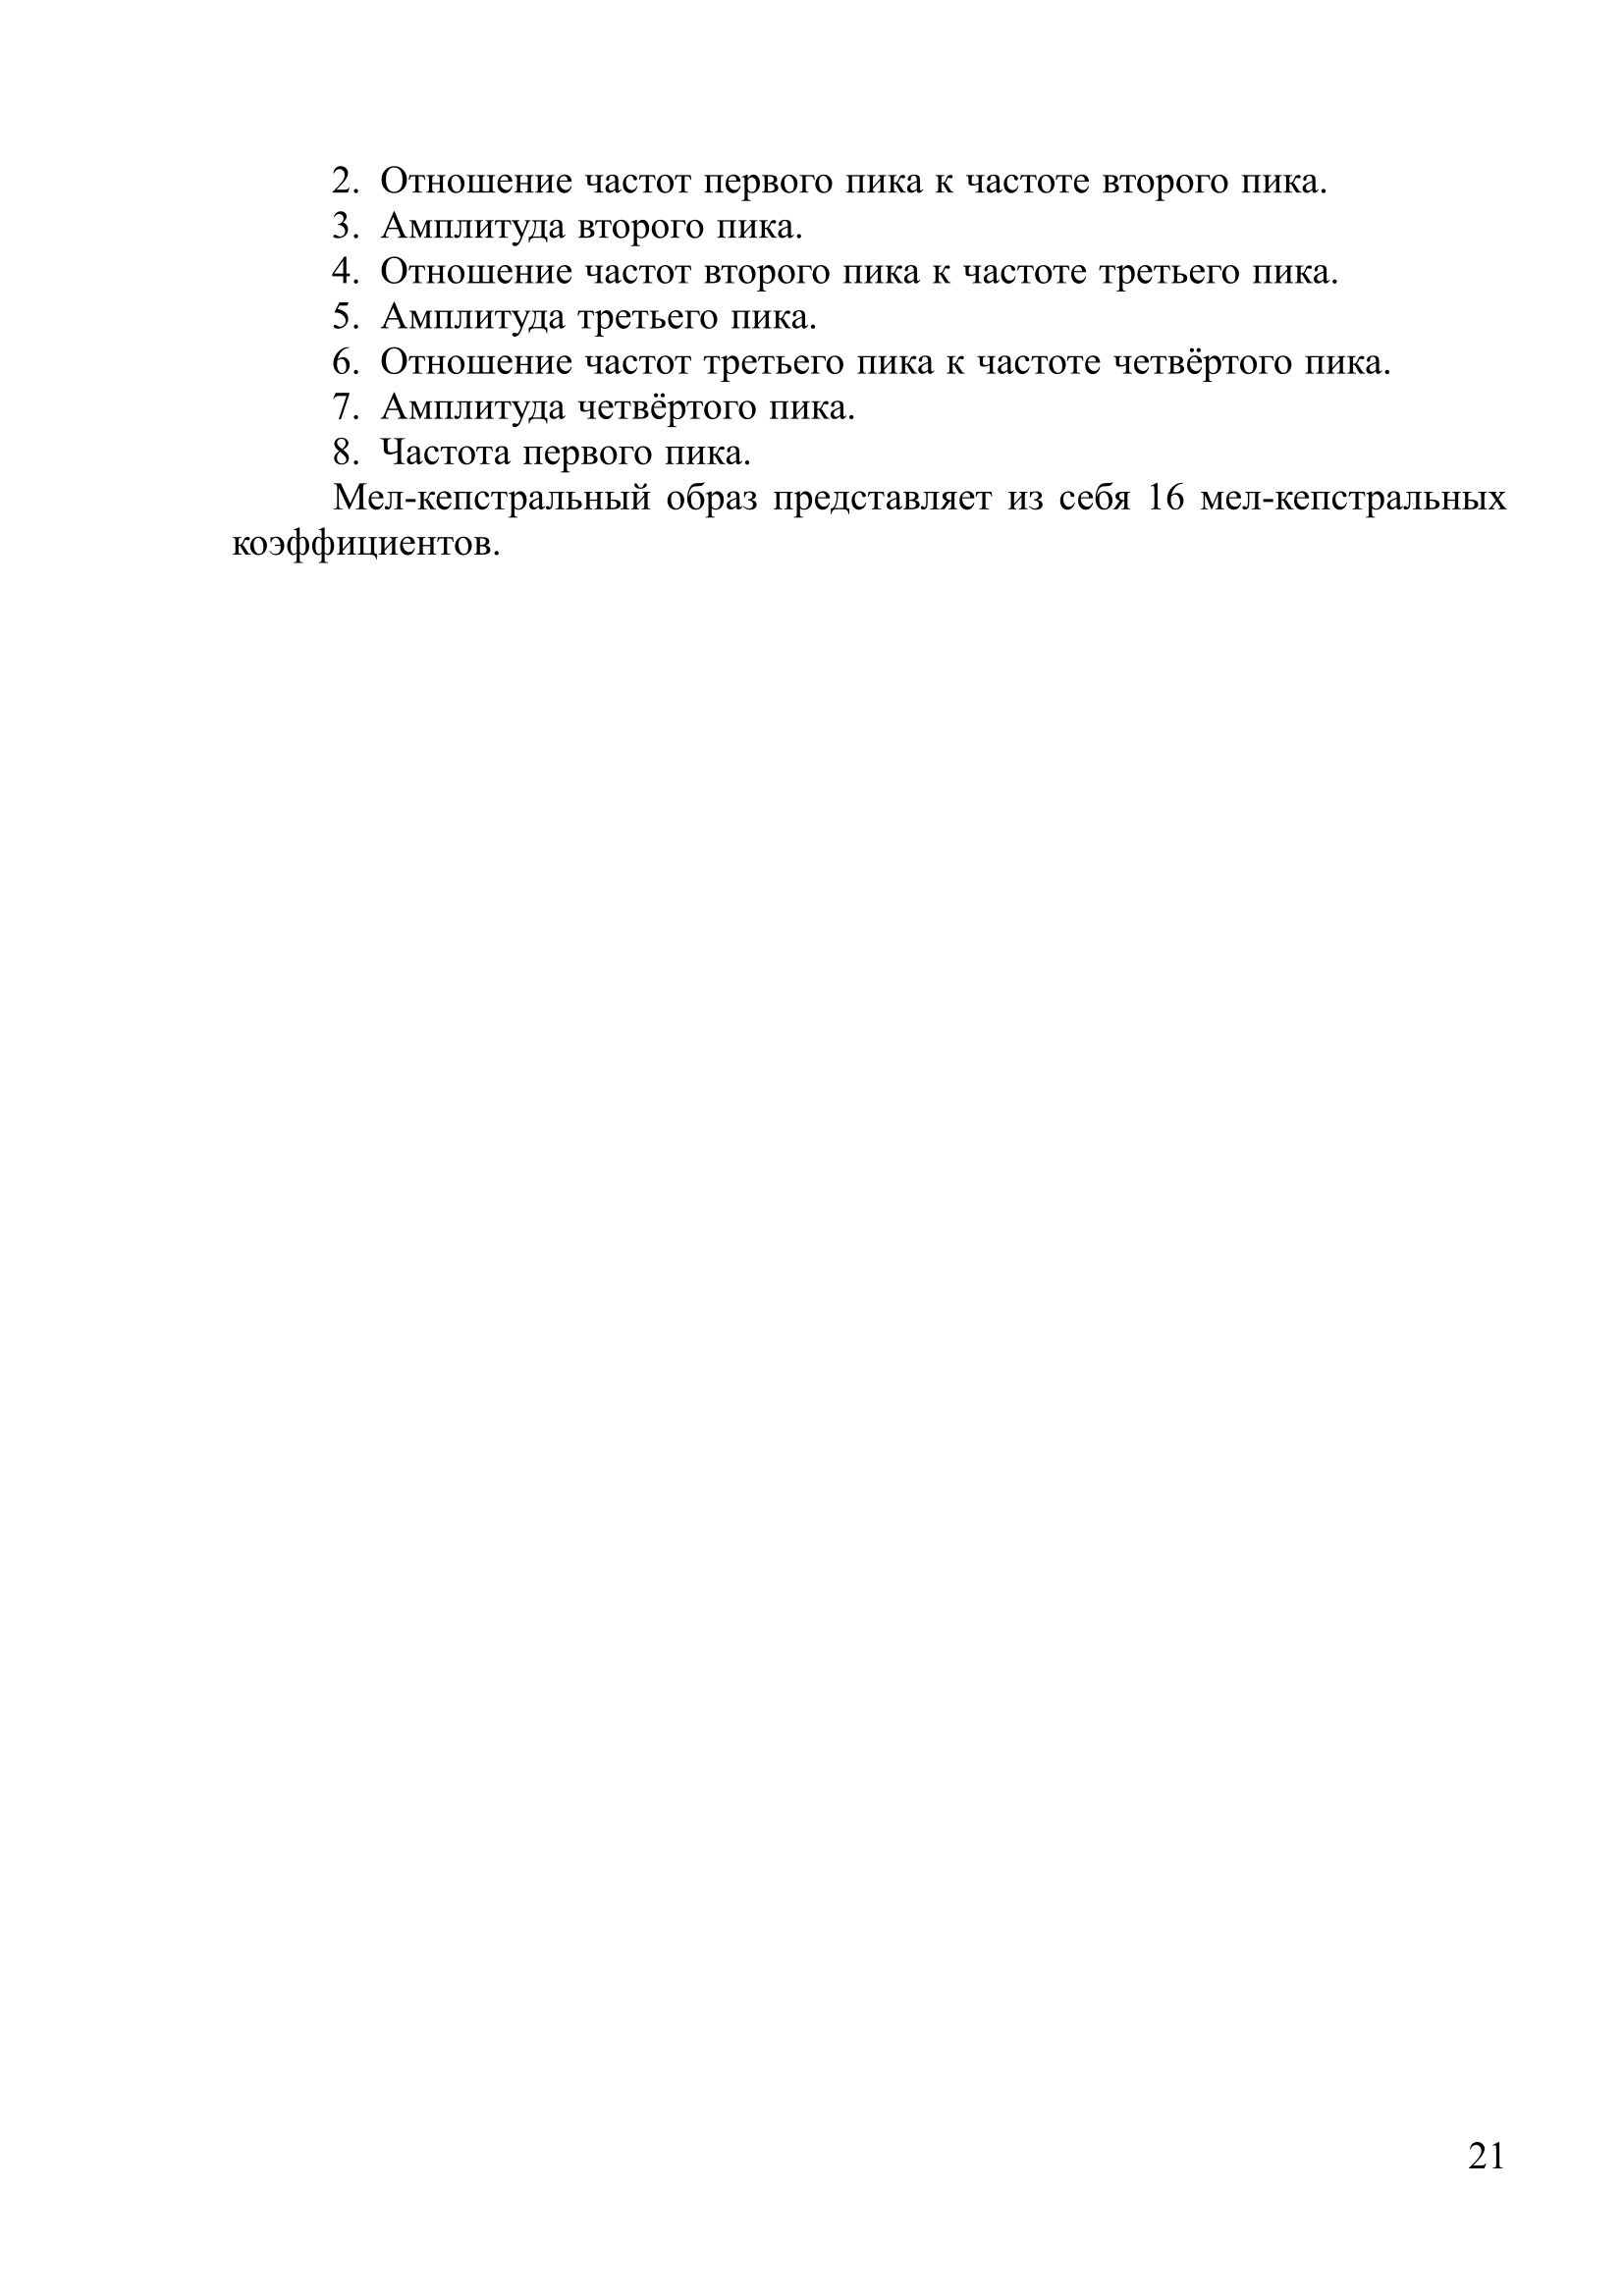 2. Отношение частот первого пика к частоте второго пика.
3. Амплитуда второго пика.
4. Отношение частот второго пика к частоте третьего пика.
5. Амплитуда третьего пика.
6. Отношение частот третьего пика к частоте четвёртого пика.
7. Амплитуда четвёртого пика.
8. Частота первого пика.
Мел-кепстральный образ представляет из себя 16 мел-кепстральных
коэффициентов.
21